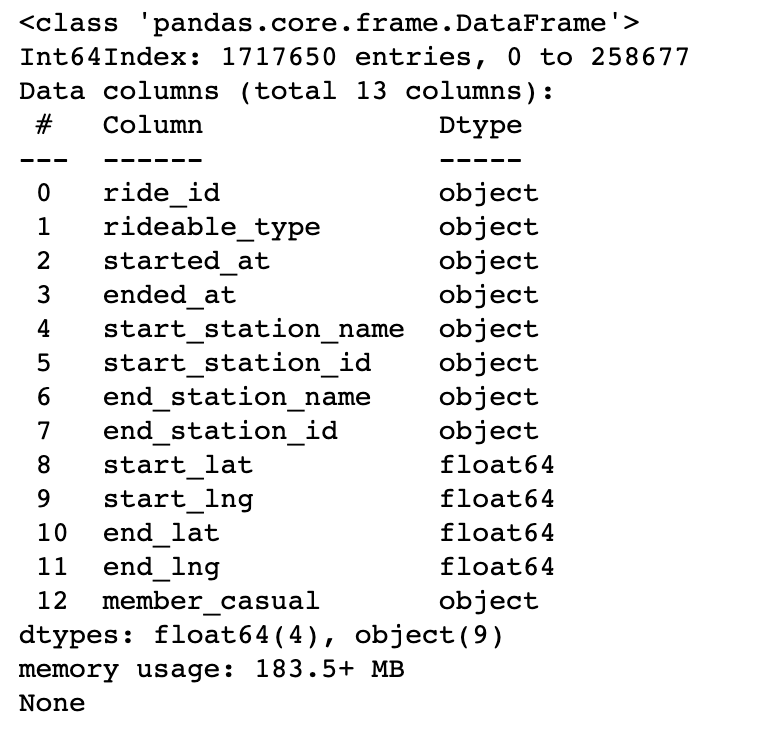 <class 'pandas.core.frame.DataFrame'>
Int64Index: 1717650 entries, 0 to 258677
Data columns (total 13 columns):
 #   Column              Dtype
---  ------              -----
 0   ride_id             object
 1   rideable_type       object
 2   started_at          object
 3   ended_at            object
 4   start_station_name  object
 5   start_station_id    object
 6   end_station_name    object
 7   end_station_id      object
 8   start_lat           float64
 9   start_lng           float64
 10  end_lat             float64
 11  end_lng             float64
 12  member_casual       object
dtypes: float64(4), object(9)
memory usage: 183.5+ MB
None